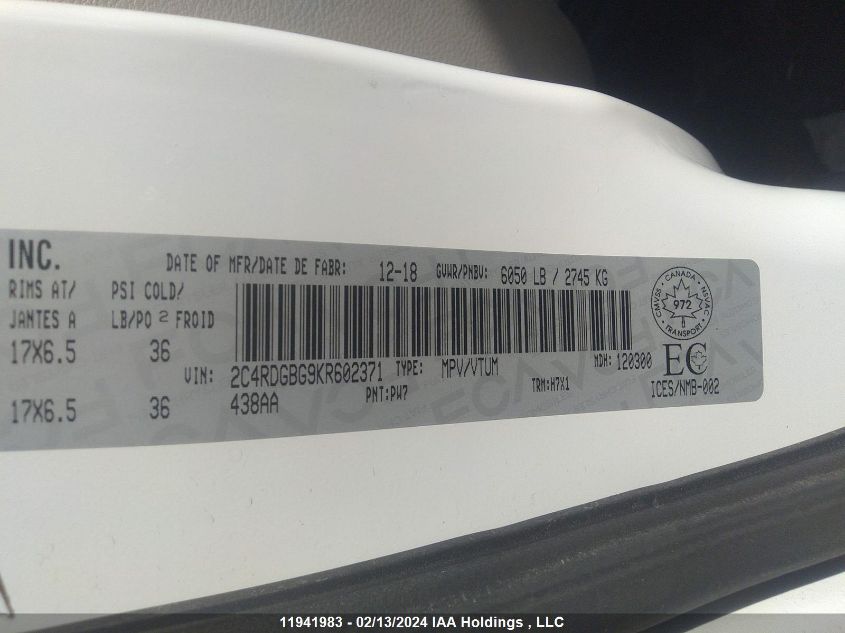 INC.
DATE OF MFR/DATE DE FABR: 12-18 GVWR/PNBV: 6050 LB / 2745 KG
RIMS AT/ PSI COLD/
JANTES A LB/PO 2 FROID
17X6.5 36
VIN: 2C4RDGBG9KR602371 TYPE: MPV/VTUM MDH: 120300
17X6.5 36 438AA PNT:PW7 TRM:H7X1
CANADA
CMVSS 972 NSVAC
TRANSPORT
EC
ICES/NMB-002
11941983 - 02/13/2024 IAA Holdings , LLC